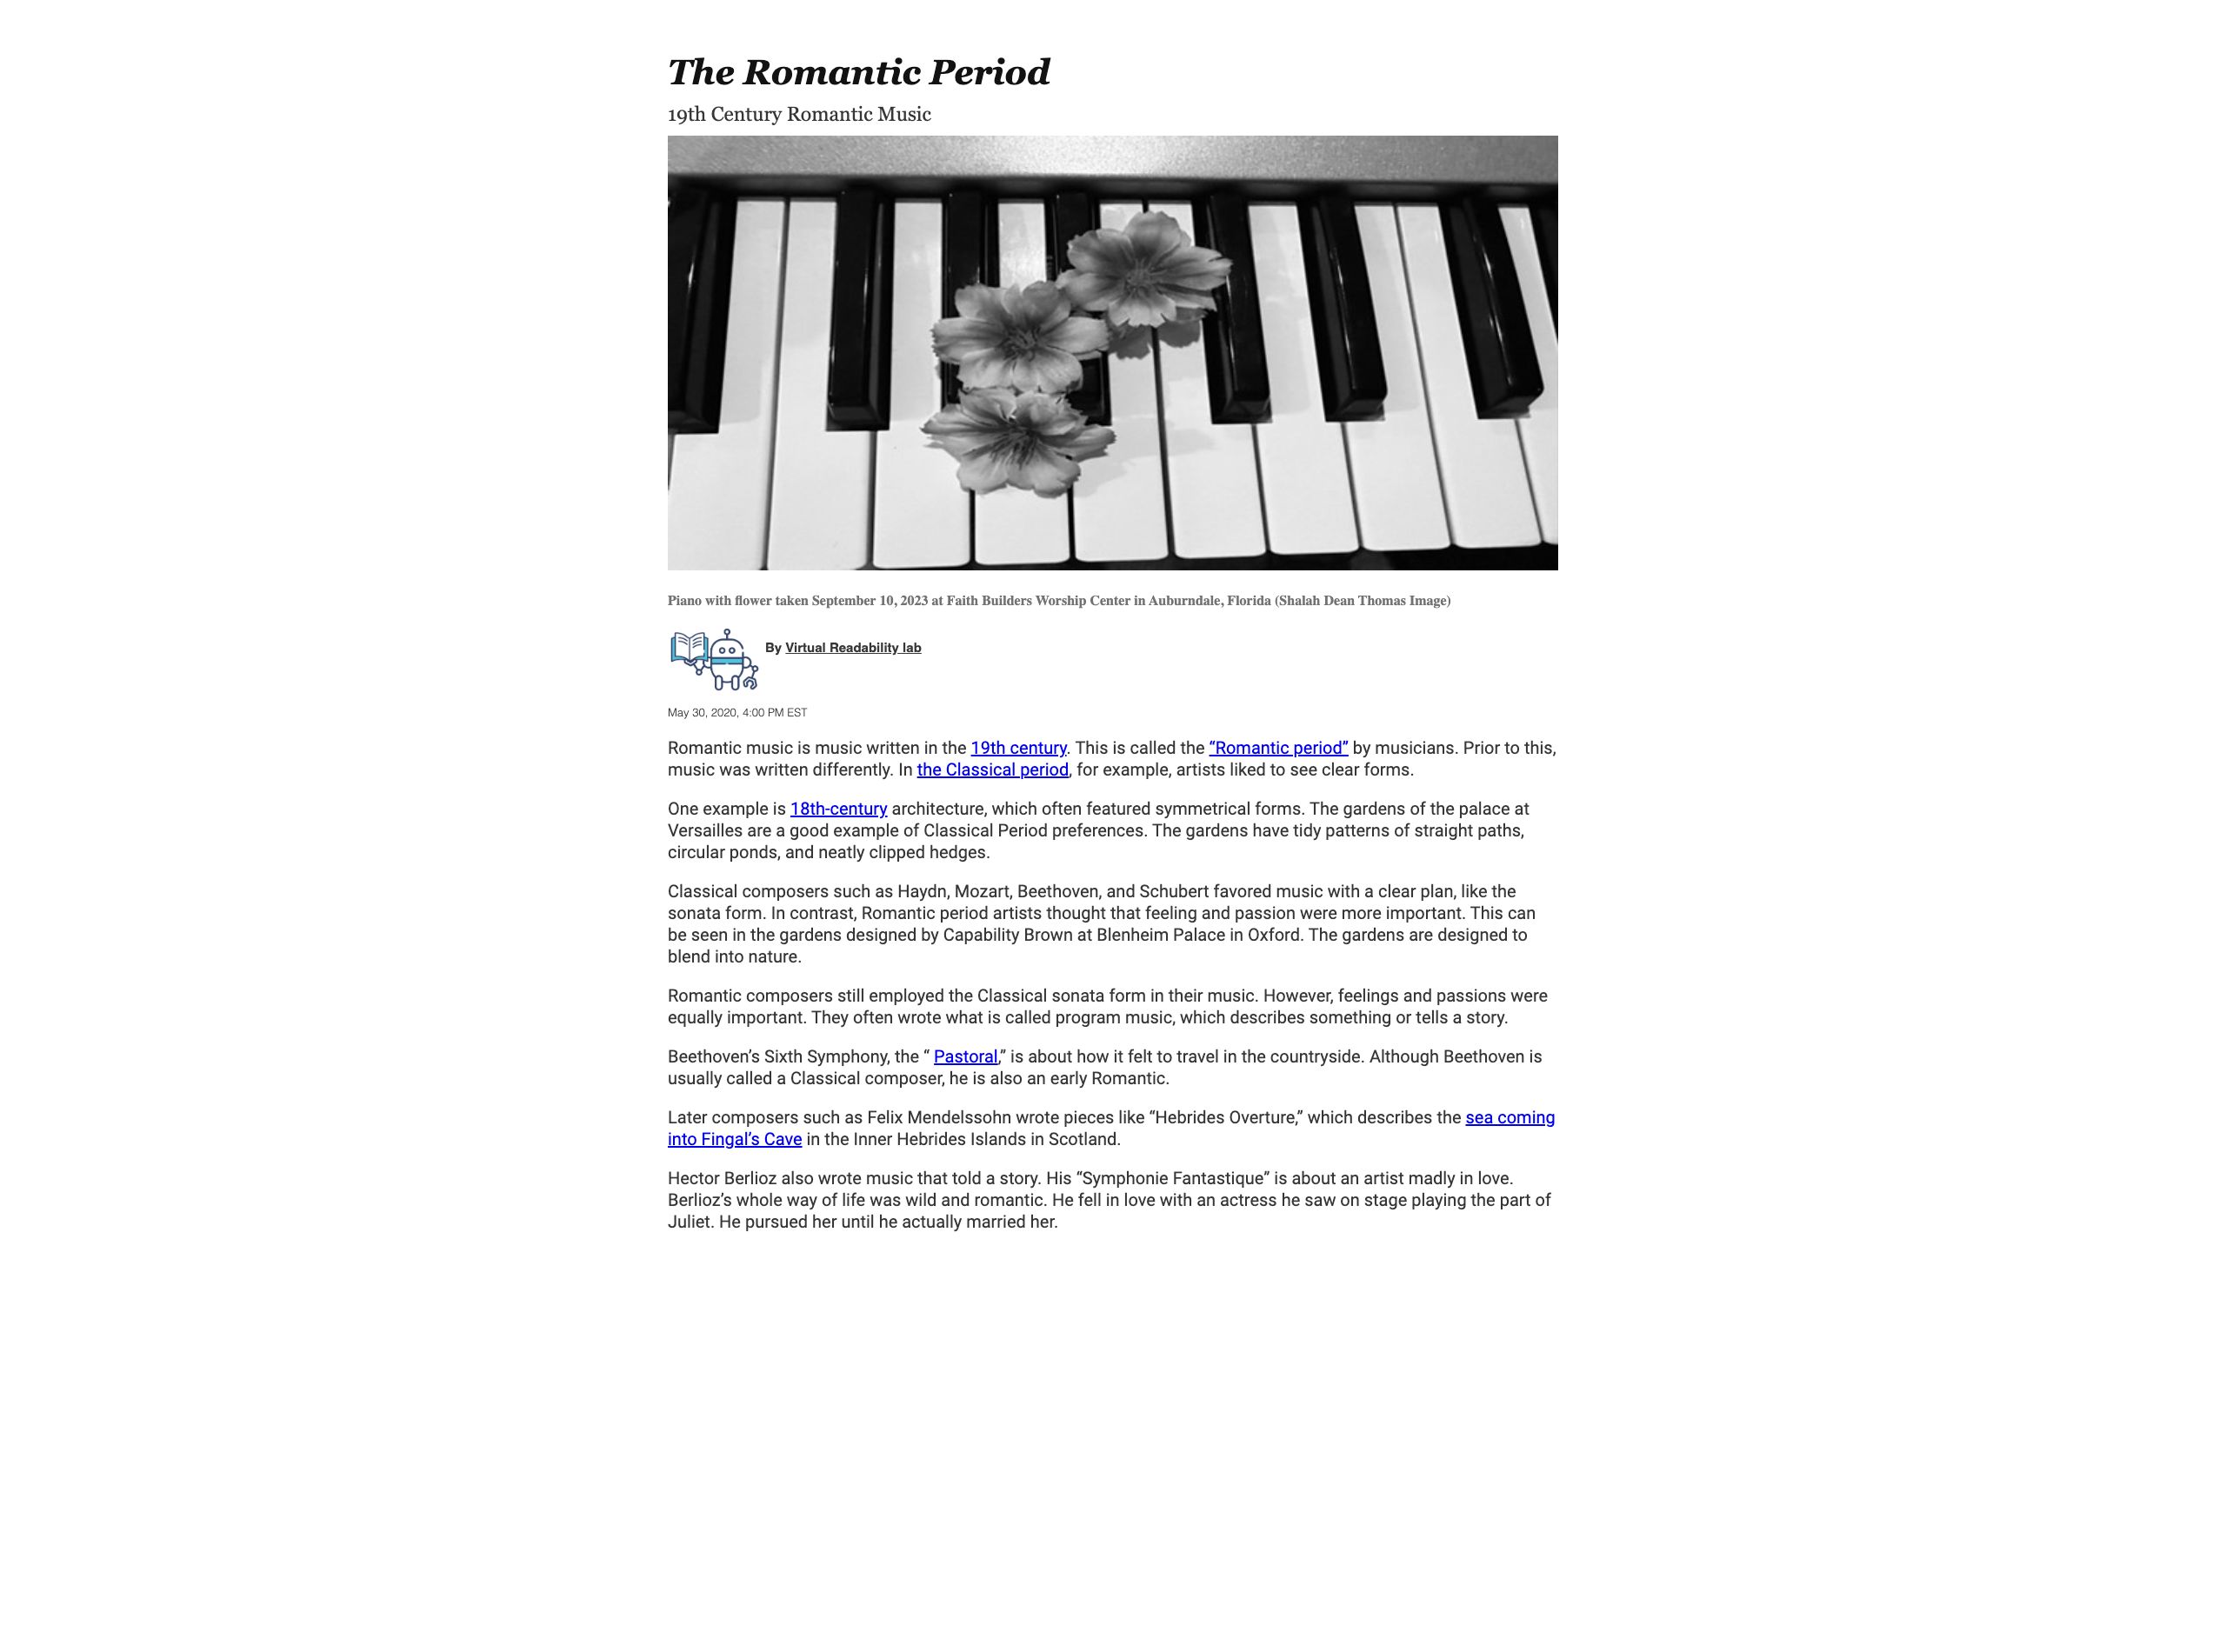 The Romantic Period
19th Century Romantic Music
Piano with flower taken September 10, 2023 at Faith Builders Worship Center in Auburndale, Florida (Shalah Dean Thomas Image)
By Virtual Readability lab
May 30, 2020, 4:00 PM EST
Romantic music is music written in the 19th century. This is called the “Romantic period” by musicians. Prior to this,
music was written differently. In the Classical period, for example, artists liked to see clear forms.
One example is 18th-century architecture, which often featured symmetrical forms. The gardens of the palace at
Versailles are a good example of Classical Period preferences. The gardens have tidy patterns of straight paths,
circular ponds, and neatly clipped hedges.
Classical composers such as Haydn, Mozart, Beethoven, and Schubert favored music with a clear plan, like the
sonata form. In contrast, Romantic period artists thought that feeling and passion were more important. This can
be seen in the gardens designed by Capability Brown at Blenheim Palace in Oxford. The gardens are designed to
blend into nature.
Romantic composers still employed the Classical sonata form in their music. However, feelings and passions were
equally important. They often wrote what is called program music, which describes something or tells a story.
Beethoven’s Sixth Symphony, the “ Pastoral,” is about how it felt to travel in the countryside. Although Beethoven is
usually called a Classical composer, he is also an early Romantic.
Later composers such as Felix Mendelssohn wrote pieces like “Hebrides Overture,” which describes the sea coming
into Fingal’s Cave in the Inner Hebrides Islands in Scotland.
Hector Berlioz also wrote music that told a story. His “Symphonie Fantastique” is about an artist madly in love.
Berlioz’s whole way of life was wild and romantic. He fell in love with an actress he saw on stage playing the part of
Juliet. He pursued her until he actually married her.